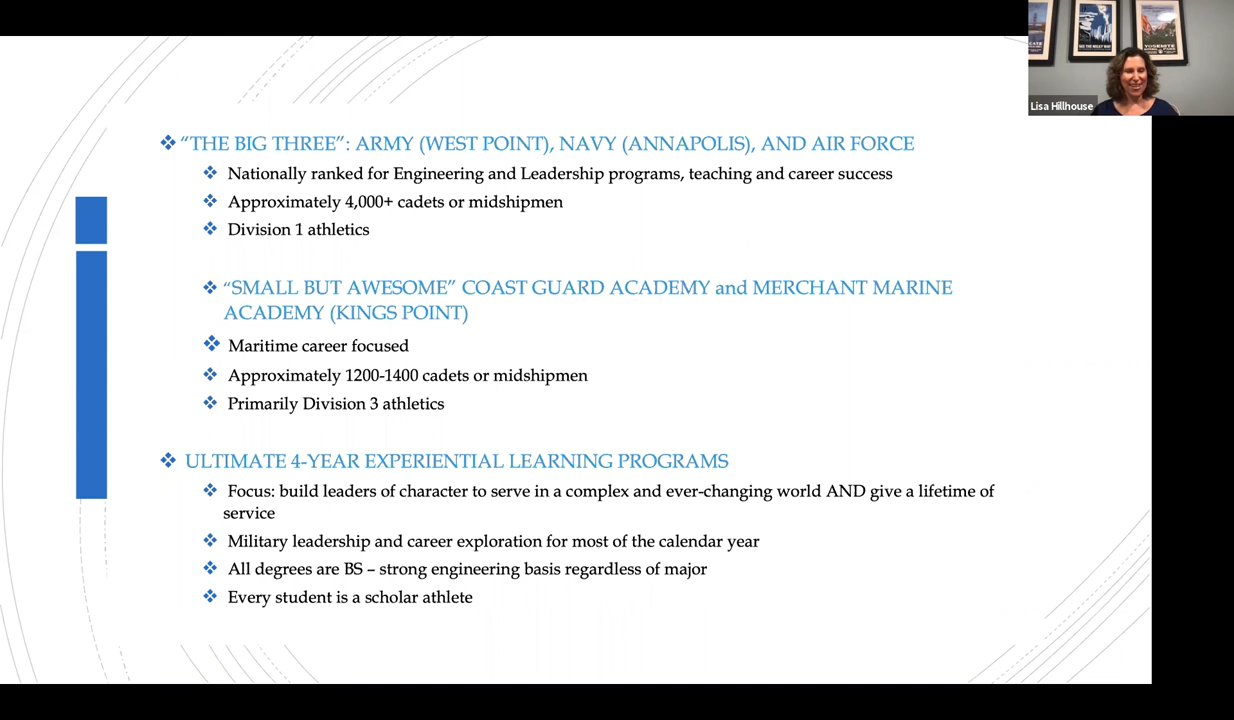 Lisa Hillhouse
“THE BIG THREE”: ARMY (WEST POINT), NAVY (ANNAPOLIS), AND AIR FORCE
Nationally ranked for Engineering and Leadership programs, teaching and career success
Approximately 4,000+ cadets or midshipmen
Division 1 athletics
“SMALL BUT AWESOME” COAST GUARD ACADEMY and MERCHANT MARINE
ACADEMY (KINGS POINT)
Maritime career focused
Approximately 1200-1400 cadets or midshipmen
Primarily Division 3 athletics
ULTIMATE 4-YEAR EXPERIENTIAL LEARNING PROGRAMS
Focus: build leaders of character to serve in a complex and ever-changing world AND give a lifetime of
service
Military leadership and career exploration for most of the calendar year
All degrees are BS – strong engineering basis regardless of major
Every student is a scholar athlete
YOSEMITE